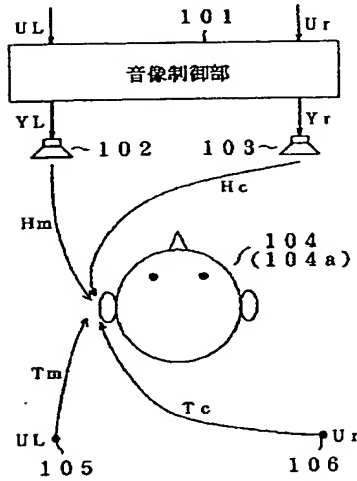 101
UL Ur
音像制御部
YL Yr
102 103
Hc
Hm
104
(104a)
Tm
Tc
UL Ur
105 106